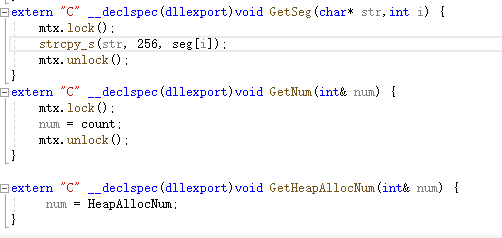 extern "C" __declspec(dllexport)void GetSeg(char* str,int i) {
    mtx.lock();
    strcpy_s(str, 256, seg[i]);
    mtx.unlock();
}
extern "C" __declspec(dllexport)void GetNum(int& num) {
    mtx.lock();
    num = count;
    mtx.unlock();
}
extern "C" __declspec(dllexport)void GetHeapAllocNum(int& num) {
     num = HeapAllocNum;
}